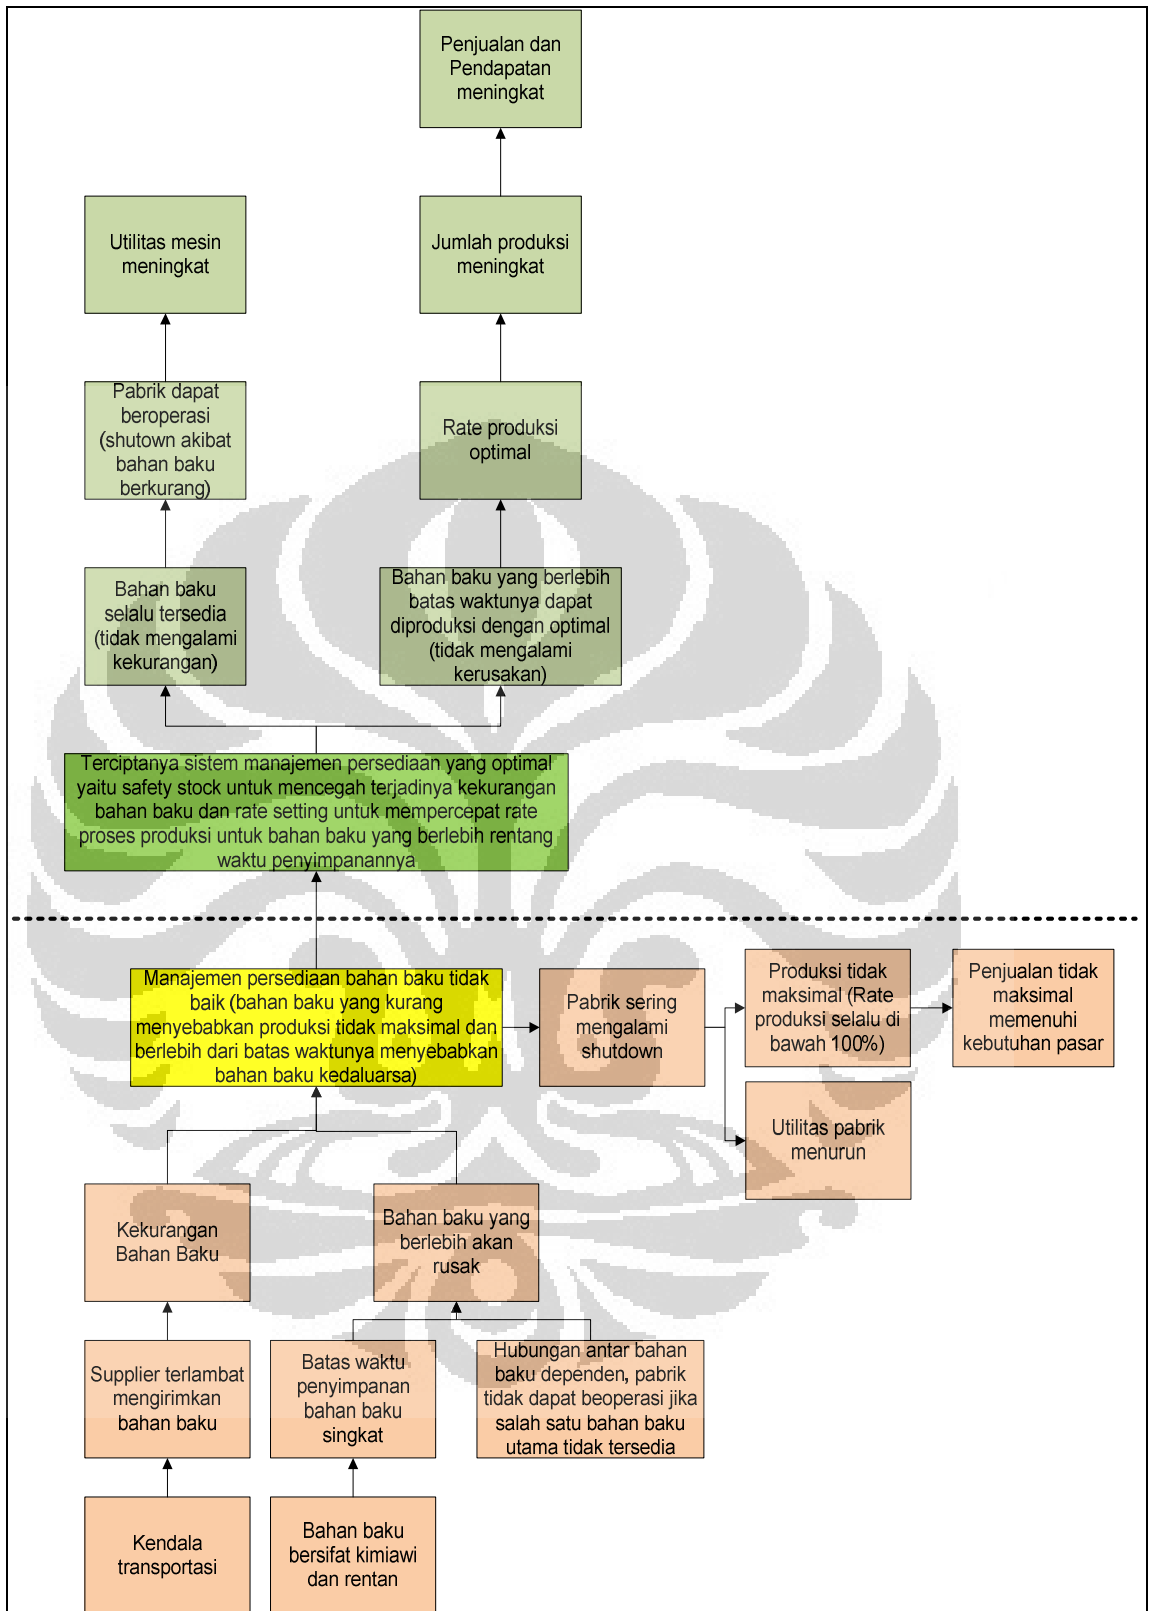 Penjualan dan
Pendapatan
meningkat
Utilitas mesin
meningkat
Jumlah produksi
meningkat
Pabrik dapat
beroperasi
(shutown akibat
bahan baku
berkurang)
Rate produksi
optimal
Bahan baku
selalu tersedia
(tidak mengalami
kekurangan)
Bahan baku yang berlebih
batas waktunya dapat
diproduksi dengan optimal
(tidak mengalami
kerusakan)
Terciptanya sistem manajemen persediaan yang optimal
yaitu safety stock untuk mencegah terjadinya kekurangan
bahan baku dan rate setting untuk mempercepat rate
proses produksi untuk bahan baku yang berlebih rentang
waktu penyimpanannya
Manajemen persediaan bahan baku tidak
baik (bahan baku yang kurang
menyebabkan produksi tidak maksimal dan
berlebih dari batas waktunya menyebabkan
bahan baku kedaluarsa)
Pabrik sering
mengalami
shutdown
Produksi tidak
maksimal (Rate
produksi selalu di
bawah 100%)
Penjualan tidak
maksimal
memenuhi
kebutuhan pasar
Utilitas pabrik
menurun
Kekurangan
Bahan Baku
Bahan baku yang
berlebih akan
rusak
Supplier terlambat
mengirimkan
bahan baku
Batas waktu
penyimpanan
bahan baku
singkat
Hubungan antar bahan
baku dependen, pabrik
tidak dapat beoperasi jika
salah satu bahan baku
utama tidak tersedia
Kendala
transportasi
Bahan baku
bersifat kimiawi
dan rentan